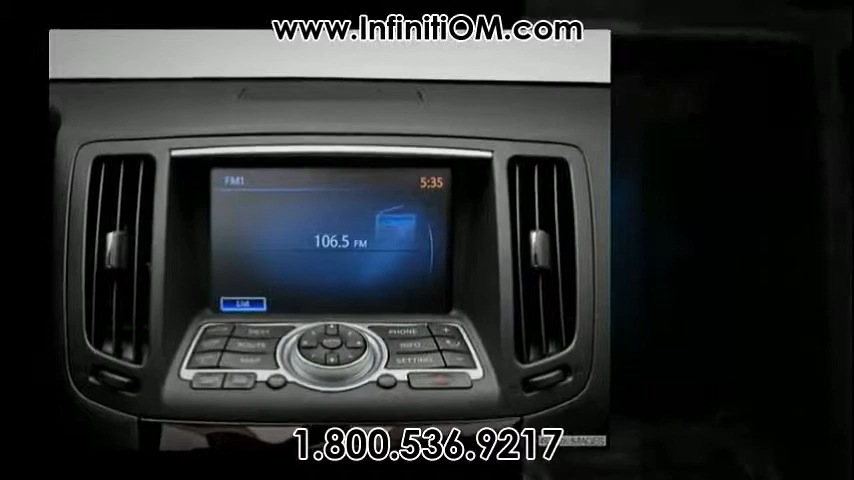 www.InfinitiOM.com
FM1 5:35
106.5 FM
List
DEST PHONE
ROUTE INFO
MAP SETTING
1.800.536.9217
IMAGES